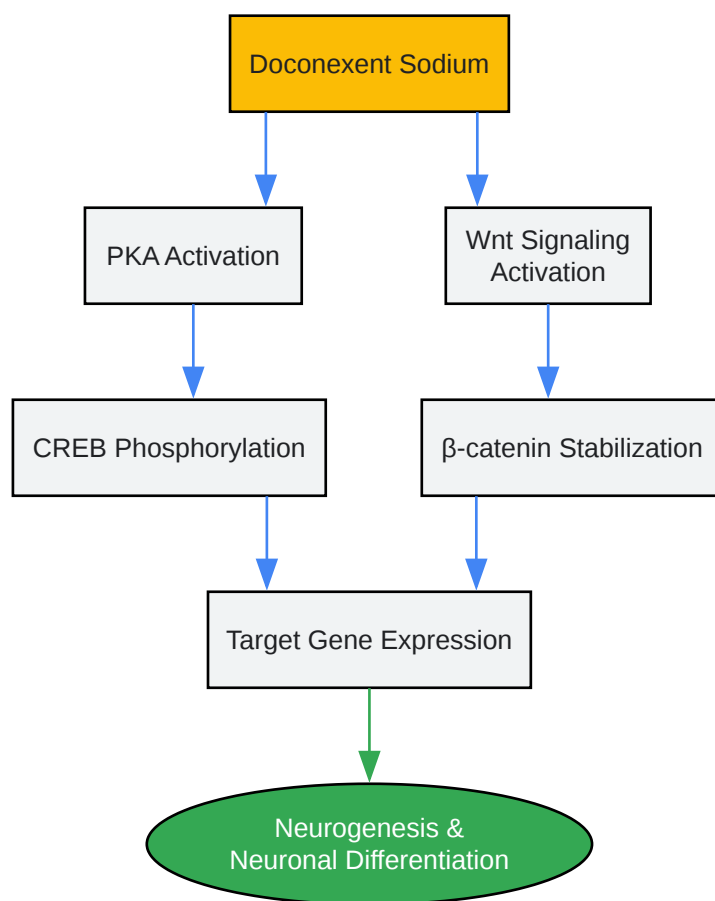 Doconexent Sodium
PKA Activation
Wnt Signaling
Activation
CREB Phosphorylation
β-catenin Stabilization
Target Gene Expression
Neurogenesis &
Neuronal Differentiation